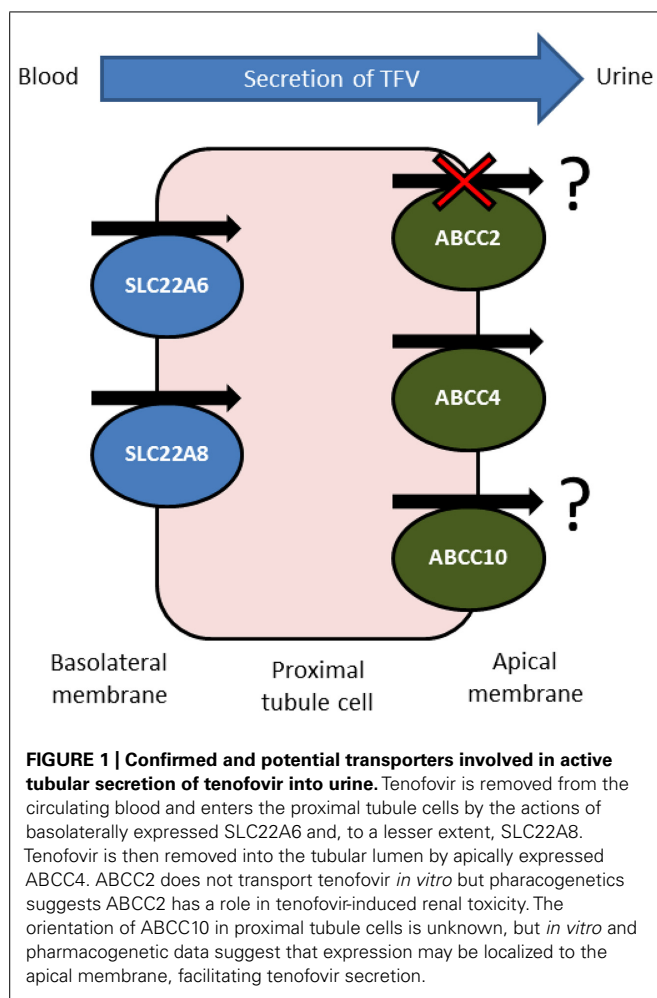 Blood
Secretion of TFV
Urine
?
ABCC2
SLC22A6
ABCC4
SLC22A8
?
ABCC10
Basolateral
membrane
Proximal
tubule cell
Apical
membrane
FIGURE 1 | Confirmed and potential transporters involved in active
tubular secretion of tenofovir into urine. Tenofovir is removed from the
circulating blood and enters the proximal tubule cells by the actions of
basolaterally expressed SLC22A6 and, to a lesser extent, SLC22A8.
Tenofovir is then removed into the tubular lumen by apically expressed
ABCC4. ABCC2 does not transport tenofovir in vitro but pharacogenetics
suggests ABCC2 has a role in tenofovir-induced renal toxicity. The
orientation of ABCC10 in proximal tubule cells is unknown, but in vitro and
pharmacogenetic data suggest that expression may be localized to the
apical membrane, facilitating tenofovir secretion.